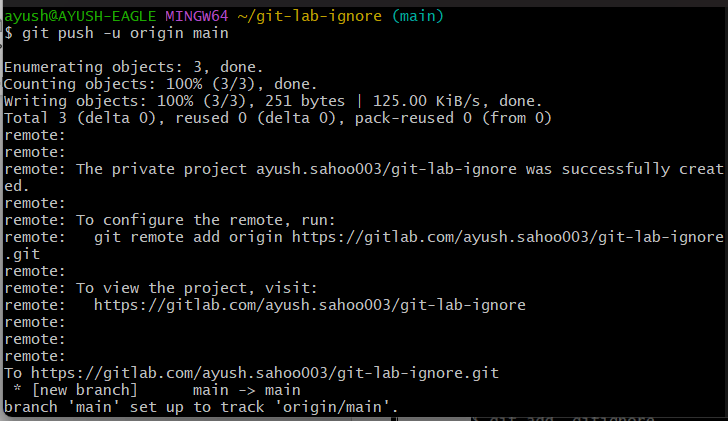 ayush@AYUSH-EAGLE MINGW64 ~/git-lab-ignore (main)
$ git push -u origin main
Enumerating objects: 3, done.
Counting objects: 100% (3/3), done.
Writing objects: 100% (3/3), 251 bytes | 125.00 KiB/s, done.
Total 3 (delta 0), reused 0 (delta 0), pack-reused 0 (from 0)
remote:
remote:
remote: The private project ayush.sahoo003/git-lab-ignore was successfully creat
ed.
remote:
remote: To configure the remote, run:
remote:   git remote add origin https://gitlab.com/ayush.sahoo003/git-lab-ignore
.git
remote:
remote: To view the project, visit:
remote:   https://gitlab.com/ayush.sahoo003/git-lab-ignore
remote:
remote:
remote:
To https://gitlab.com/ayush.sahoo003/git-lab-ignore.git
 * [new branch]      main -> main
branch 'main' set up to track 'origin/main'.